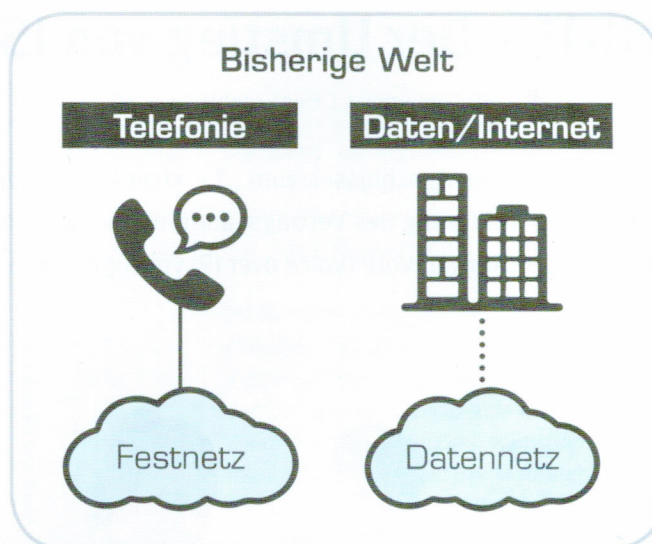 Bisherige Welt
Telefonie
Daten/Internet
Festnetz
Datennetz